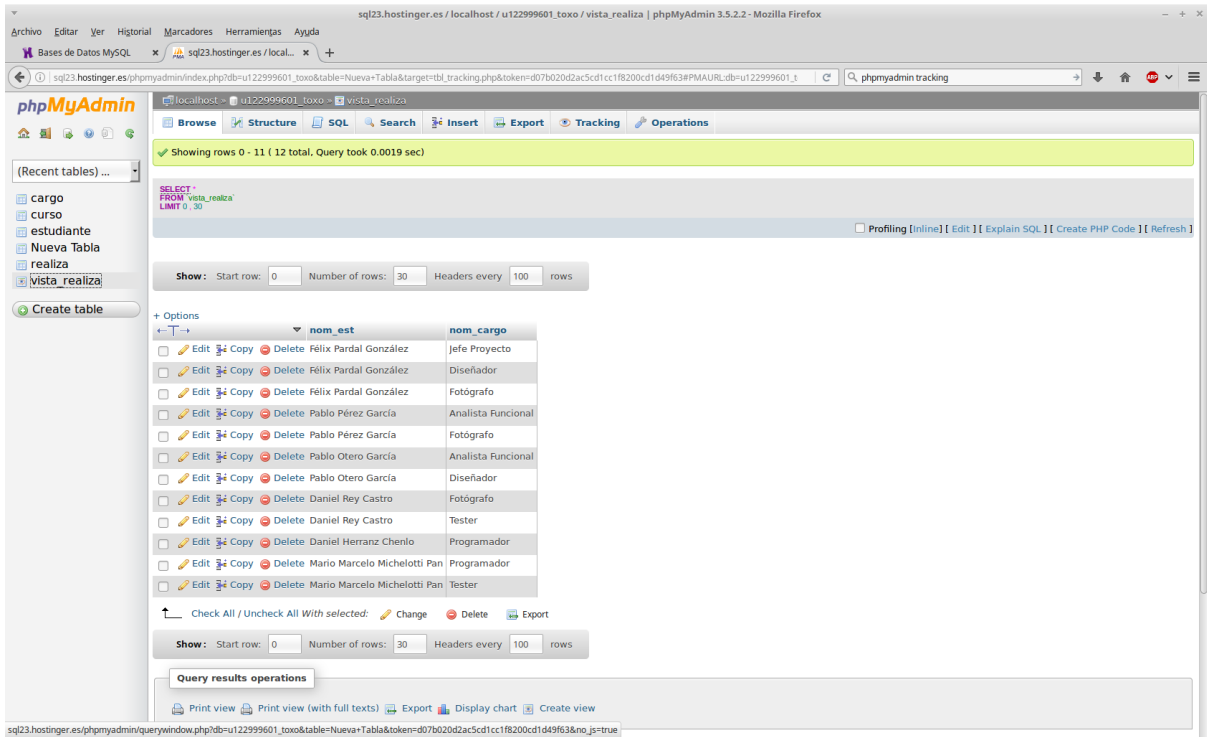 sql23.hostinger.es / localhost / u122999601_toxo / vista_realiza | phpMyAdmin 3.5.2.2 - Mozilla Firefox
Archivo Editar Ver Historial Marcadores Herramientas Ayuda
Bases de Datos MySQL × sql23.hostinger.es / local... × +
sql23.hostinger.es/phpmyadmin/index.php?db=u122999601_toxo&table=Nueva+Tabla&target=tbl_tracking.php&token=d07b020d2ac5cd1cc1f8200cd1d49f63#PMAURL:db=u122999601_t phpmyadmin tracking ABP
phpMyAdmin
localhost » u122999601_toxo » vista_realiza
Browse Structure SQL Search Insert Export Tracking Operations
Showing rows 0 - 11 ( 12 total, Query took 0.0019 sec)
(Recent tables) ...
cargo
curso
estudiante
Nueva Tabla
realiza
vista_realiza
Create table
SELECT *
FROM `vista_realiza`
LIMIT 0 , 30
Profiling [Inline] [ Edit ] [ Explain SQL ] [ Create PHP Code ] [ Refresh ]
Show : Start row: 0 Number of rows: 30 Headers every 100 rows
+ Options
←T→ nom_est nom_cargo
Edit Copy Delete Félix Pardal González Jefe Proyecto
Edit Copy Delete Félix Pardal González Diseñador
Edit Copy Delete Félix Pardal González Fotógrafo
Edit Copy Delete Pablo Pérez García Analista Funcional
Edit Copy Delete Pablo Pérez García Fotógrafo
Edit Copy Delete Pablo Otero García Analista Funcional
Edit Copy Delete Pablo Otero García Diseñador
Edit Copy Delete Daniel Rey Castro Fotógrafo
Edit Copy Delete Daniel Rey Castro Tester
Edit Copy Delete Daniel Herranz Chenlo Programador
Edit Copy Delete Mario Marcelo Michelotti Pan Programador
Edit Copy Delete Mario Marcelo Michelotti Pan Tester
Check All / Uncheck All With selected: Change Delete Export
Show : Start row: 0 Number of rows: 30 Headers every 100 rows
Query results operations
Print view Print view (with full texts) Export Display chart Create view
sql23.hostinger.es/phpmyadmin/querywindow.php?db=u122999601_toxo&table=Nueva+Tabla&token=d07b020d2ac5cd1cc1f8200cd1d49f63&no_js=true